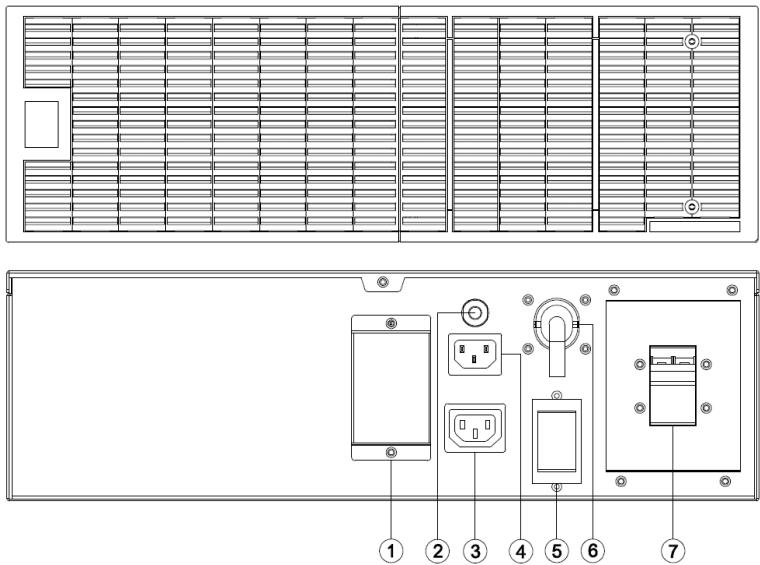 ① ② ③ ④ ⑤ ⑥ ⑦